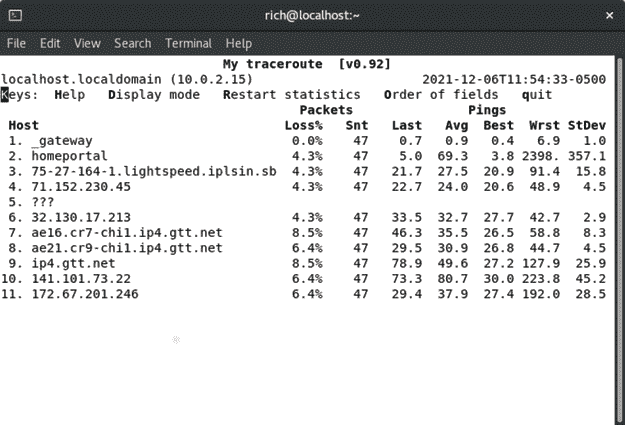 rich@localhost:~
File Edit View Search Terminal Help
My traceroute [v0.92]
localhost.localdomain (10.0.2.15) 2021-12-06T11:54:33-0500
Keys: Help Display mode Restart statistics Order of fields quit
Packets Pings
Host Loss% Snt Last Avg Best Wrst StDev
1. _gateway 0.0% 47 0.7 0.9 0.4 6.9 1.0
2. homeportal 4.3% 47 5.0 69.3 3.8 2398. 357.1
3. 75-27-164-1.lightspeed.iplsin.sb 4.3% 47 21.7 27.5 20.9 91.4 15.8
4. 71.152.230.45 4.3% 47 22.7 24.0 20.6 48.9 4.5
5. ???
6. 32.130.17.213 4.3% 47 33.5 32.7 27.7 42.7 2.9
7. ae16.cr7-chi1.ip4.gtt.net 8.5% 47 46.3 35.5 26.5 58.8 8.3
8. ae21.cr9-chi1.ip4.gtt.net 6.4% 47 29.5 30.9 26.8 44.7 4.5
9. ip4.gtt.net 8.5% 47 78.9 49.6 27.2 127.9 25.9
10. 141.101.73.22 6.4% 47 73.3 80.7 30.0 223.8 45.2
11. 172.67.201.246 6.4% 47 29.4 37.9 27.4 192.0 28.5